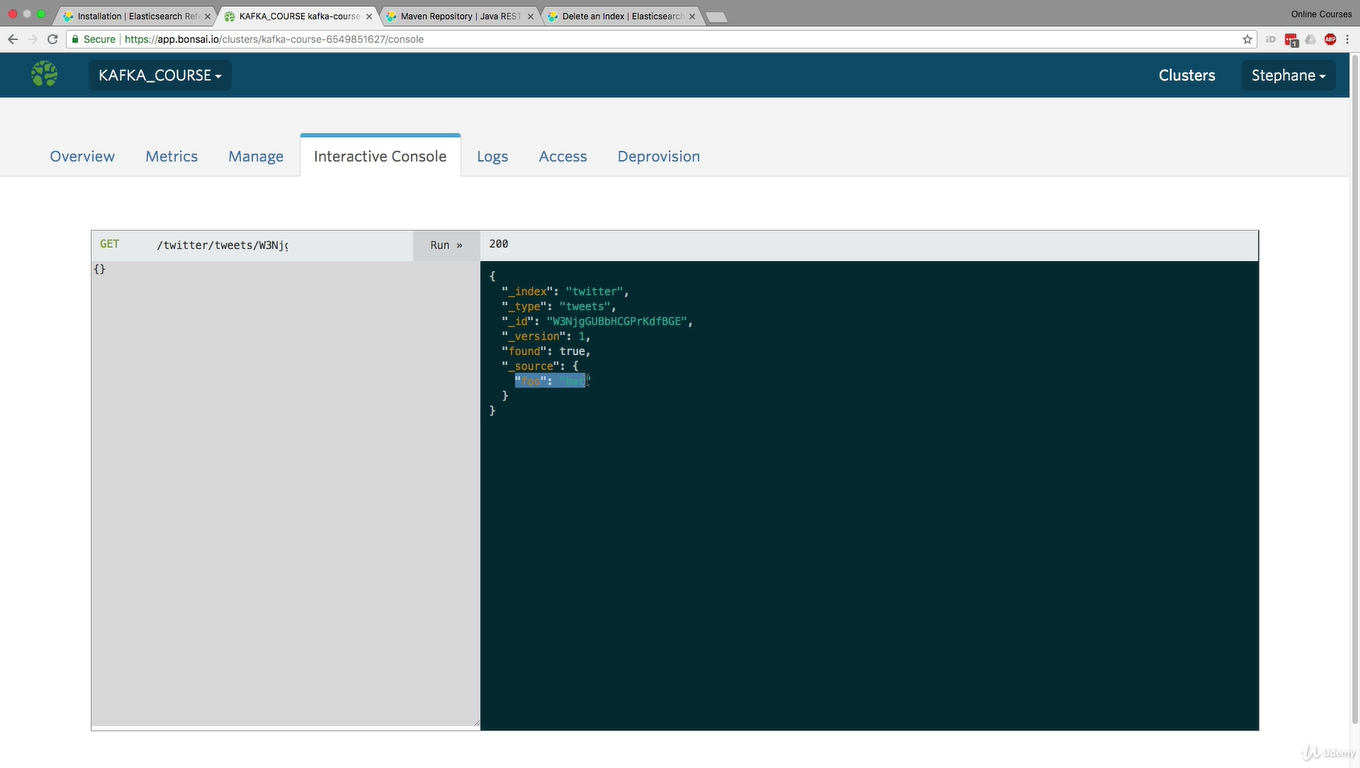 Installation | Elasticsearch Refe
KAFKA_COURSE kafka-course-
Maven Repository | Java REST
Delete an Index | Elasticsearch
Online Courses
Secure
https://app.bonsai.io/clusters/kafka-course-6549851627/console
KAFKA_COURSE
Clusters
Stephane
Overview
Metrics
Manage
Interactive Console
Logs
Access
Deprovision
GET
/twitter/tweets/W3Njg
Run »
200
{}
{
"_index": "twitter",
"_type": "tweets",
"_id": "W3NjgGUBbHCGPrKdfBGE",
"_version": 1,
"found": true,
"_source": {
"foo":
}
}
Udemy